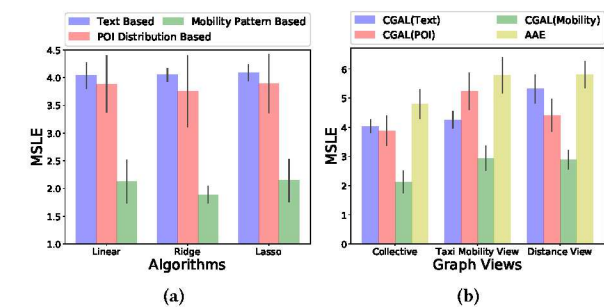 Text Based Mobility Pattern Based
POI Distribution Based
4.5
4.0
3.5
3.0
2.5
2.0
1.5
1.0
MSLE
Linear Ridge Lasso
Algorithms
(a)
CGAL(Text) CGAL(Mobility)
CGAL(POI) AAE
6
5
4
3
2
1
0
MSLE
Collective Taxi Mobility View Distance View
Graph Views
(b)